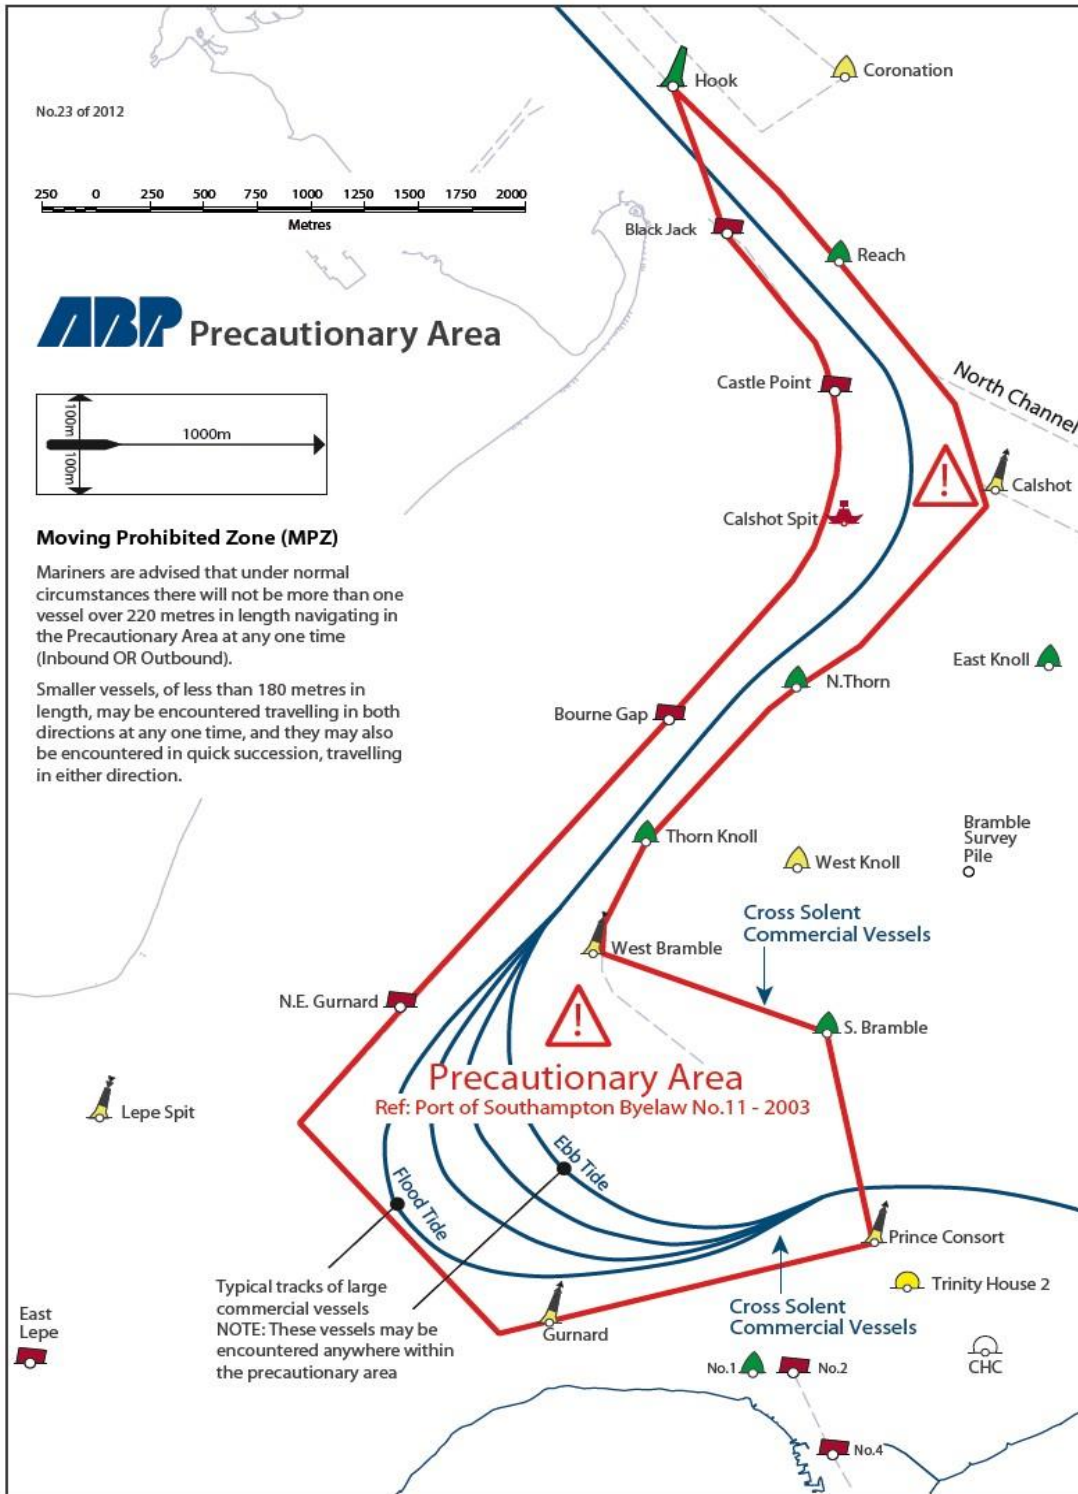 Hook
Coronation
No.23 of 2012
250 0 250 500 750 1000 1250 1500 1750 2000
Metres
Black Jack
Reach
ABP Precautionary Area
Castle Point
North Channel
100m
100m
1000m
Calshot
Calshot Spit
Moving Prohibited Zone (MPZ)
Mariners are advised that under normal
circumstances there will not be more than one
vessel over 220 metres in length navigating in
the Precautionary Area at any one time
(Inbound OR Outbound).
Smaller vessels, of less than 180 metres in
length, may be encountered travelling in both
directions at any one time, and they may also
be encountered in quick succession, travelling
in either direction.
East Knoll
N.Thorn
Bourne Gap
Thorn Knoll
West Knoll
Bramble
Survey
Pile
Cross Solent
Commercial Vessels
West Bramble
N.E. Gurnard
S. Bramble
!
!
Precautionary Area
Ref: Port of Southampton Byelaw No.11 - 2003
Lepe Spit
Ebb Tide
Flood Tide
Prince Consort
Trinity House 2
Typical tracks of large
commercial vessels
NOTE: These vessels may be
encountered anywhere within
the precautionary area
Cross Solent
Commercial Vessels
Gurnard
East
Lepe
No.1
No.2
CHC
No.4